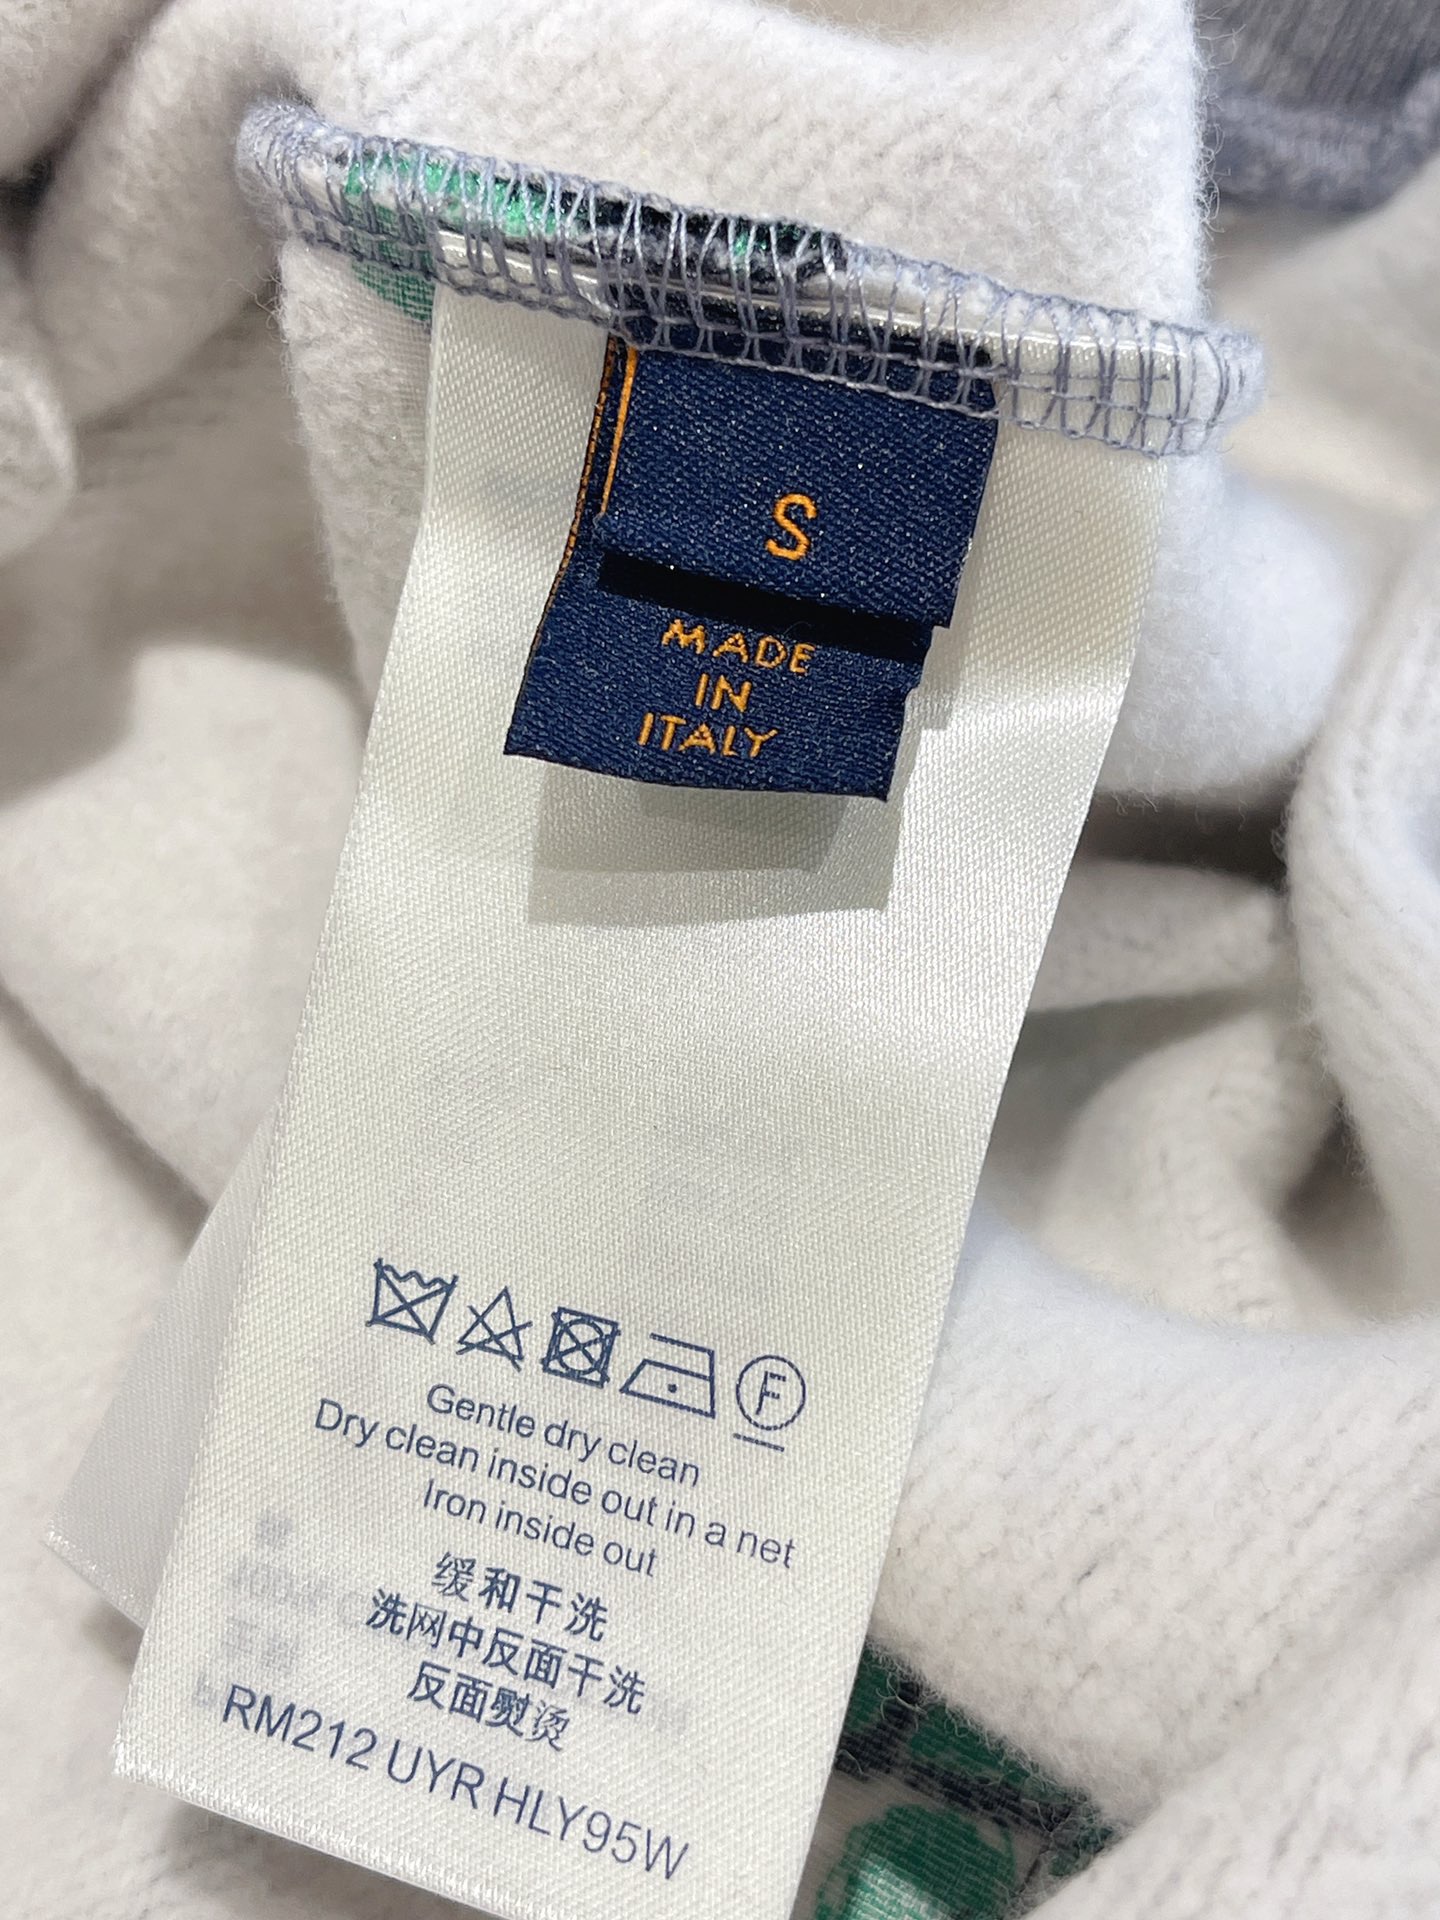 S
MADE
IN
ITALY
F
Gentle dry clean
Dry clean inside out in a net
Iron inside out
缓和干洗
洗网中反面干洗
反面熨烫
RM212 UYR HLY95W